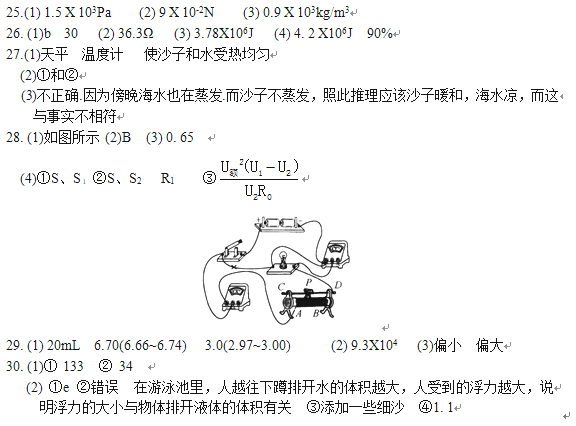 25.(1) 1.5 X 10³Pa (2) 9 X 10⁻²N (3) 0.9 X 10³kg/m³
26. (1)b 30 (2) 36.3Ω (3) 3.78X10⁶J (4) 4. 2 X10⁶J 90%
27.(1)天平 温度计 使沙子和水受热均匀
(2)①和②
(3)不正确.因为傍晚海水也在蒸发.而沙子不蒸发，照此推理应该沙子暖和，海水凉，而这
与事实不相符
28. (1)如图所示 (2)B (3) 0. 65
(4)①S、S₁ ②S、S₂ R₁ ③ U额²(U₁－U₂)/U₂R₀
C P D
A B
29. (1) 20mL 6.70(6.66~6.74) 3.0(2.97~3.00) (2) 9.3X10⁴ (3)偏小 偏大
30. (1)① 133 ② 34
(2) ①e ②错误 在游泳池里，人越往下蹲排开水的体积越大，人受到的浮力越大，说
明浮力的大小与物体排开液体的体积有关 ③添加一些细沙 ④1. 1